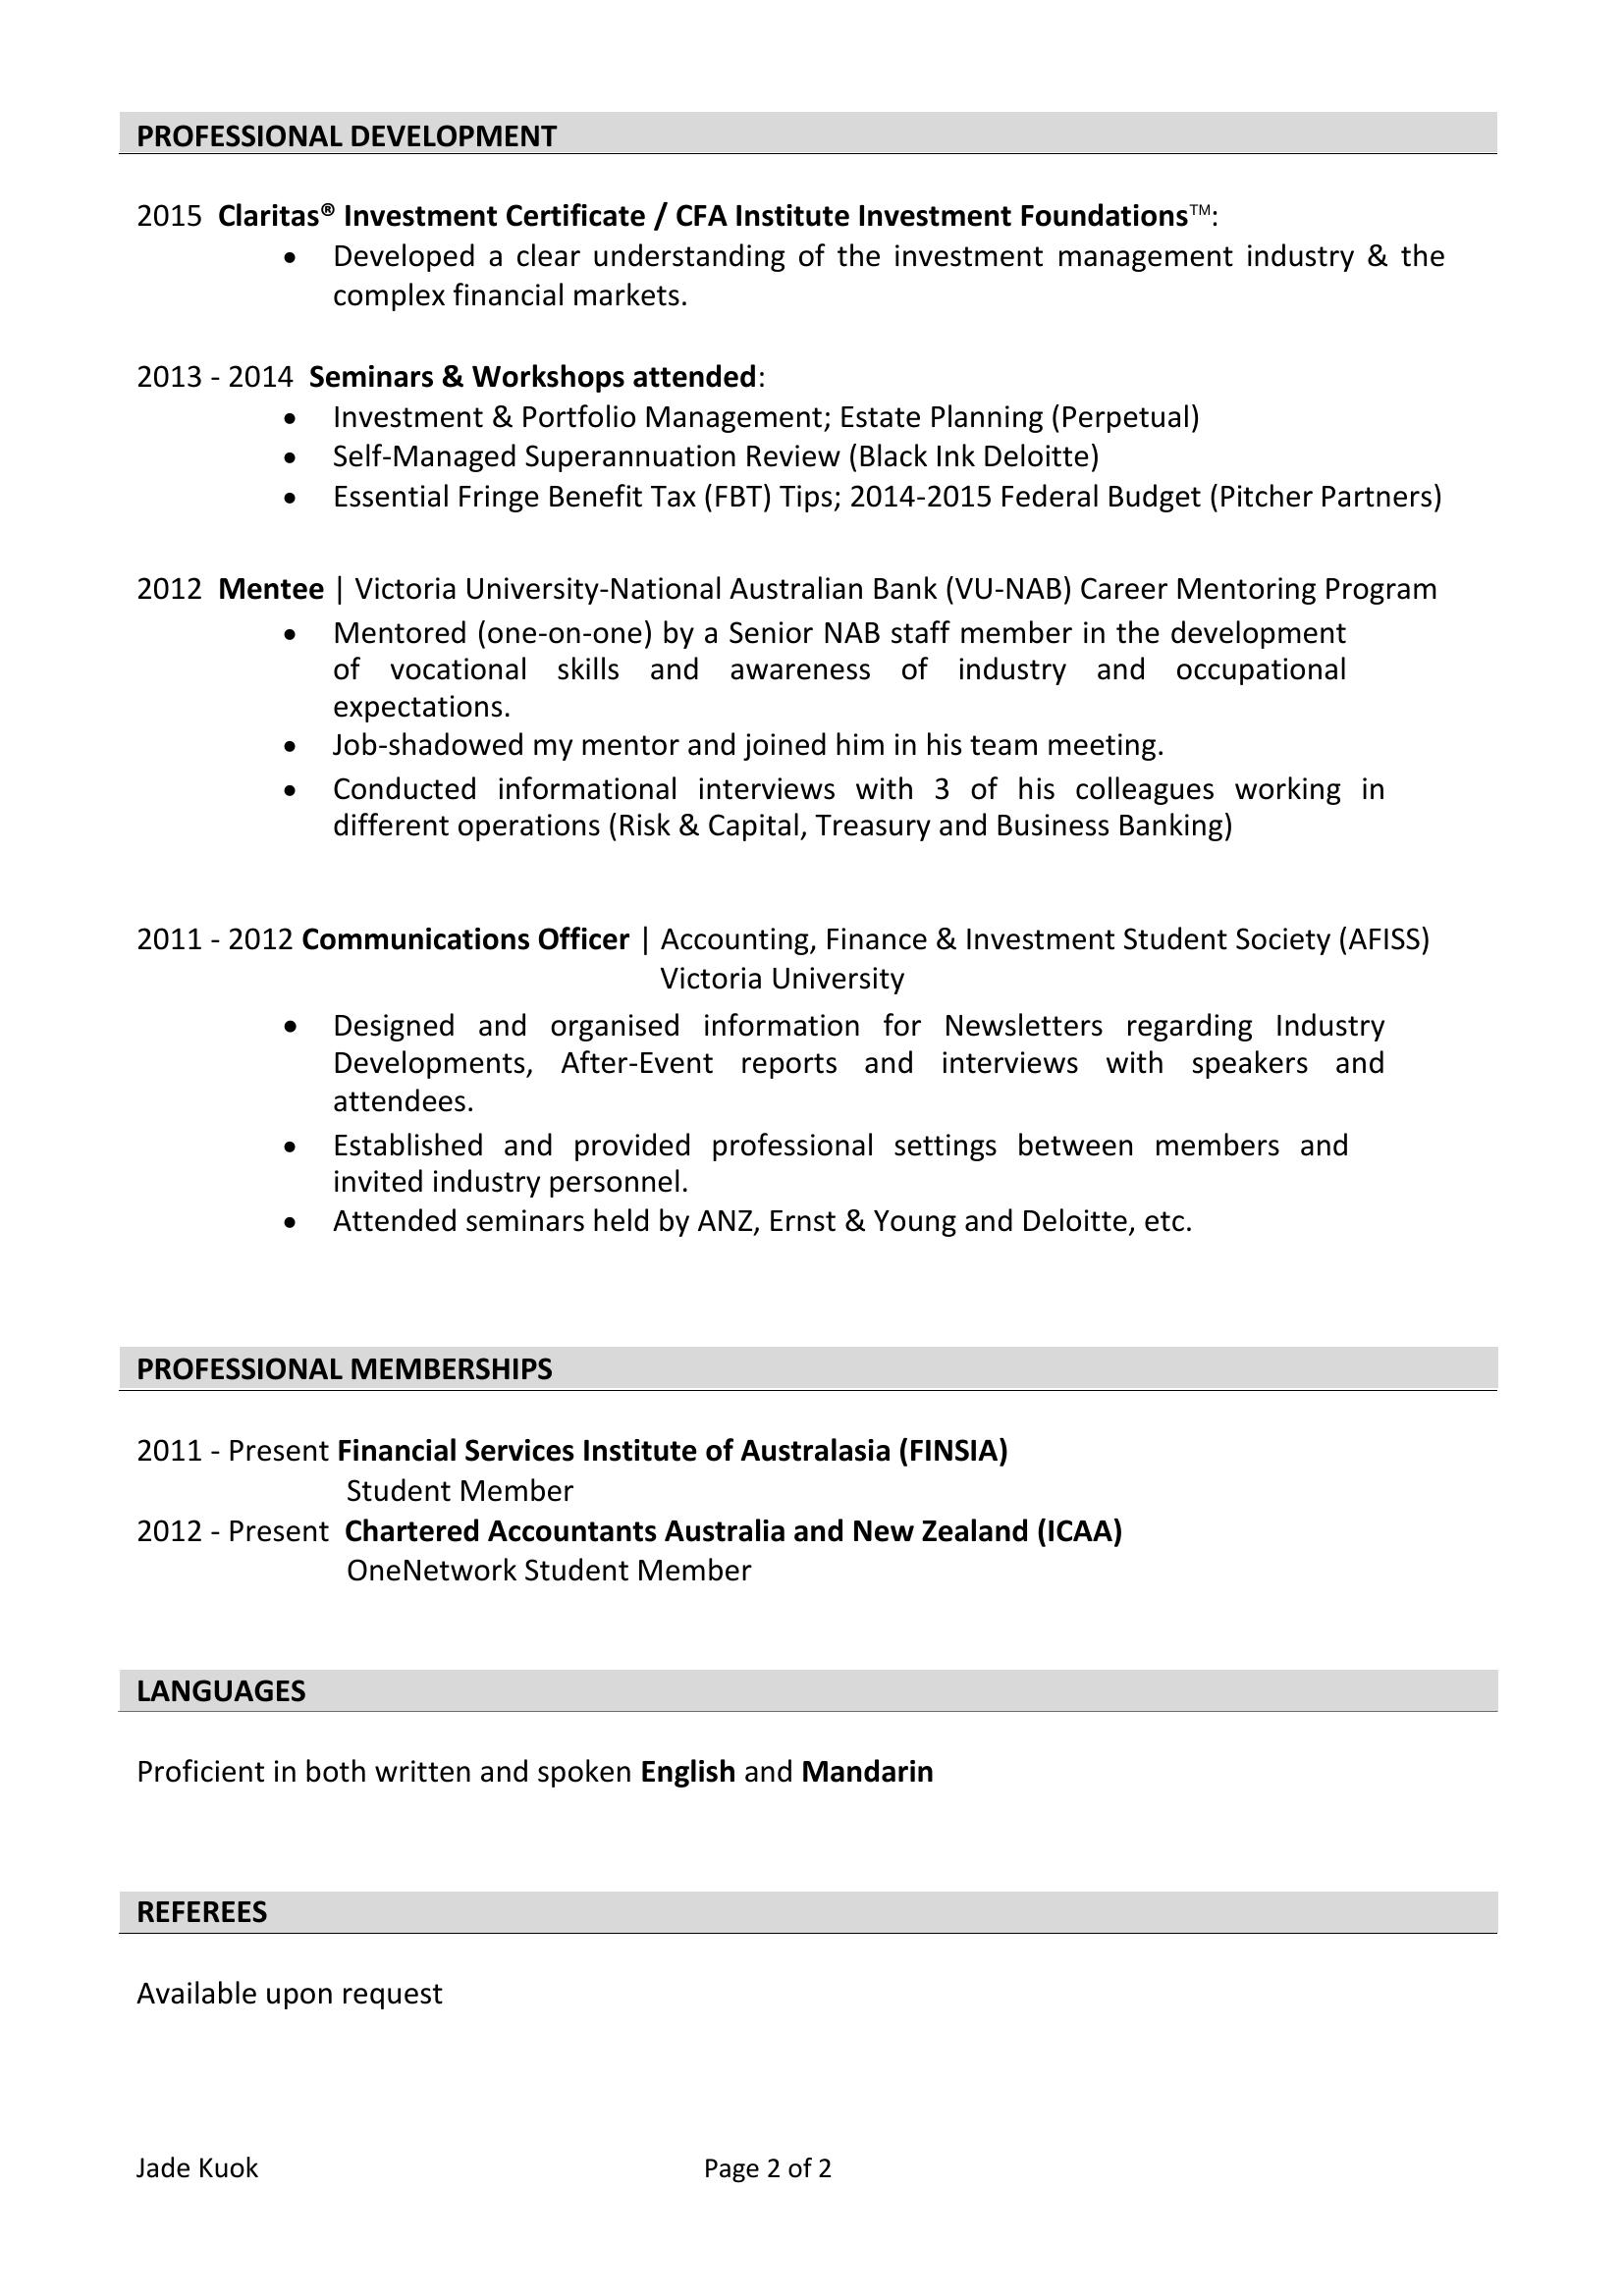 PROFESSIONAL DEVELOPMENT
2015 Claritas® Investment Certificate / CFA Institute Investment Foundations™:
• Developed a clear understanding of the investment management industry & the
complex financial markets.
2013 - 2014 Seminars & Workshops attended:
• Investment & Portfolio Management; Estate Planning (Perpetual)
• Self-Managed Superannuation Review (Black Ink Deloitte)
• Essential Fringe Benefit Tax (FBT) Tips; 2014-2015 Federal Budget (Pitcher Partners)
2012 Mentee | Victoria University-National Australian Bank (VU-NAB) Career Mentoring Program
• Mentored (one-on-one) by a Senior NAB staff member in the development
of vocational skills and awareness of industry and occupational
expectations.
• Job-shadowed my mentor and joined him in his team meeting.
• Conducted informational interviews with 3 of his colleagues working in
different operations (Risk & Capital, Treasury and Business Banking)
2011 - 2012 Communications Officer | Accounting, Finance & Investment Student Society (AFISS)
Victoria University
• Designed and organised information for Newsletters regarding Industry
Developments, After-Event reports and interviews with speakers and
attendees.
• Established and provided professional settings between members and
invited industry personnel.
• Attended seminars held by ANZ, Ernst & Young and Deloitte, etc.
PROFESSIONAL MEMBERSHIPS
2011 - Present Financial Services Institute of Australasia (FINSIA)
Student Member
2012 - Present Chartered Accountants Australia and New Zealand (ICAA)
OneNetwork Student Member
LANGUAGES
Proficient in both written and spoken English and Mandarin
REFEREES
Available upon request
Jade Kuok Page 2 of 2